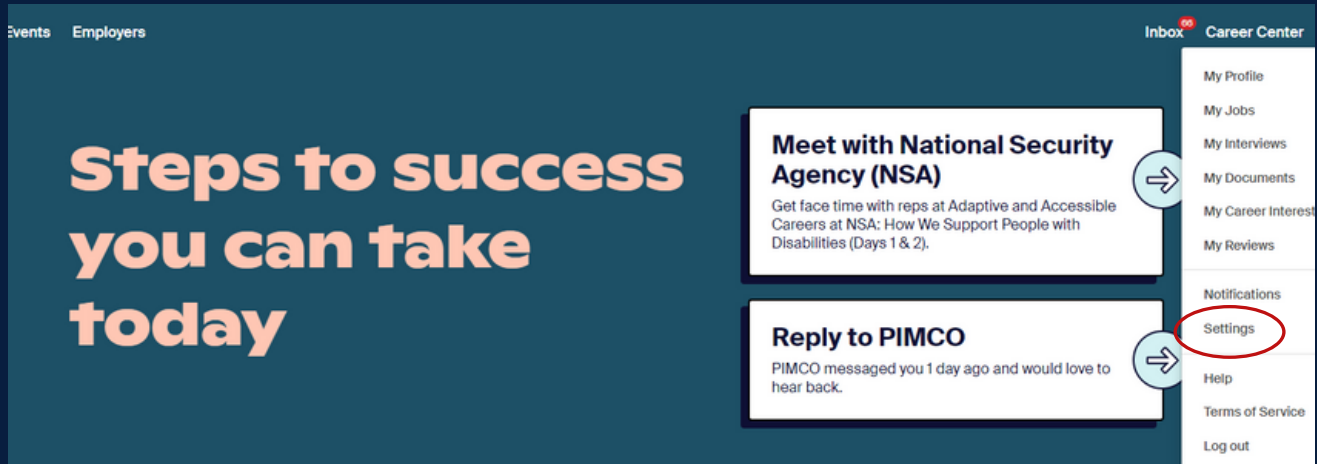 Events Employers Inbox 66 Career Center
Steps to success
you can take
today
Meet with National Security
Agency (NSA)
Get face time with reps at Adaptive and Accessible
Careers at NSA: How We Support People with
Disabilities (Days 1 & 2).
Reply to PIMCO
PIMCO messaged you 1 day ago and would love to
hear back.
My Profile
My Jobs
My Interviews
My Documents
My Career Interest
My Reviews
Notifications
Settings
Help
Terms of Service
Log out